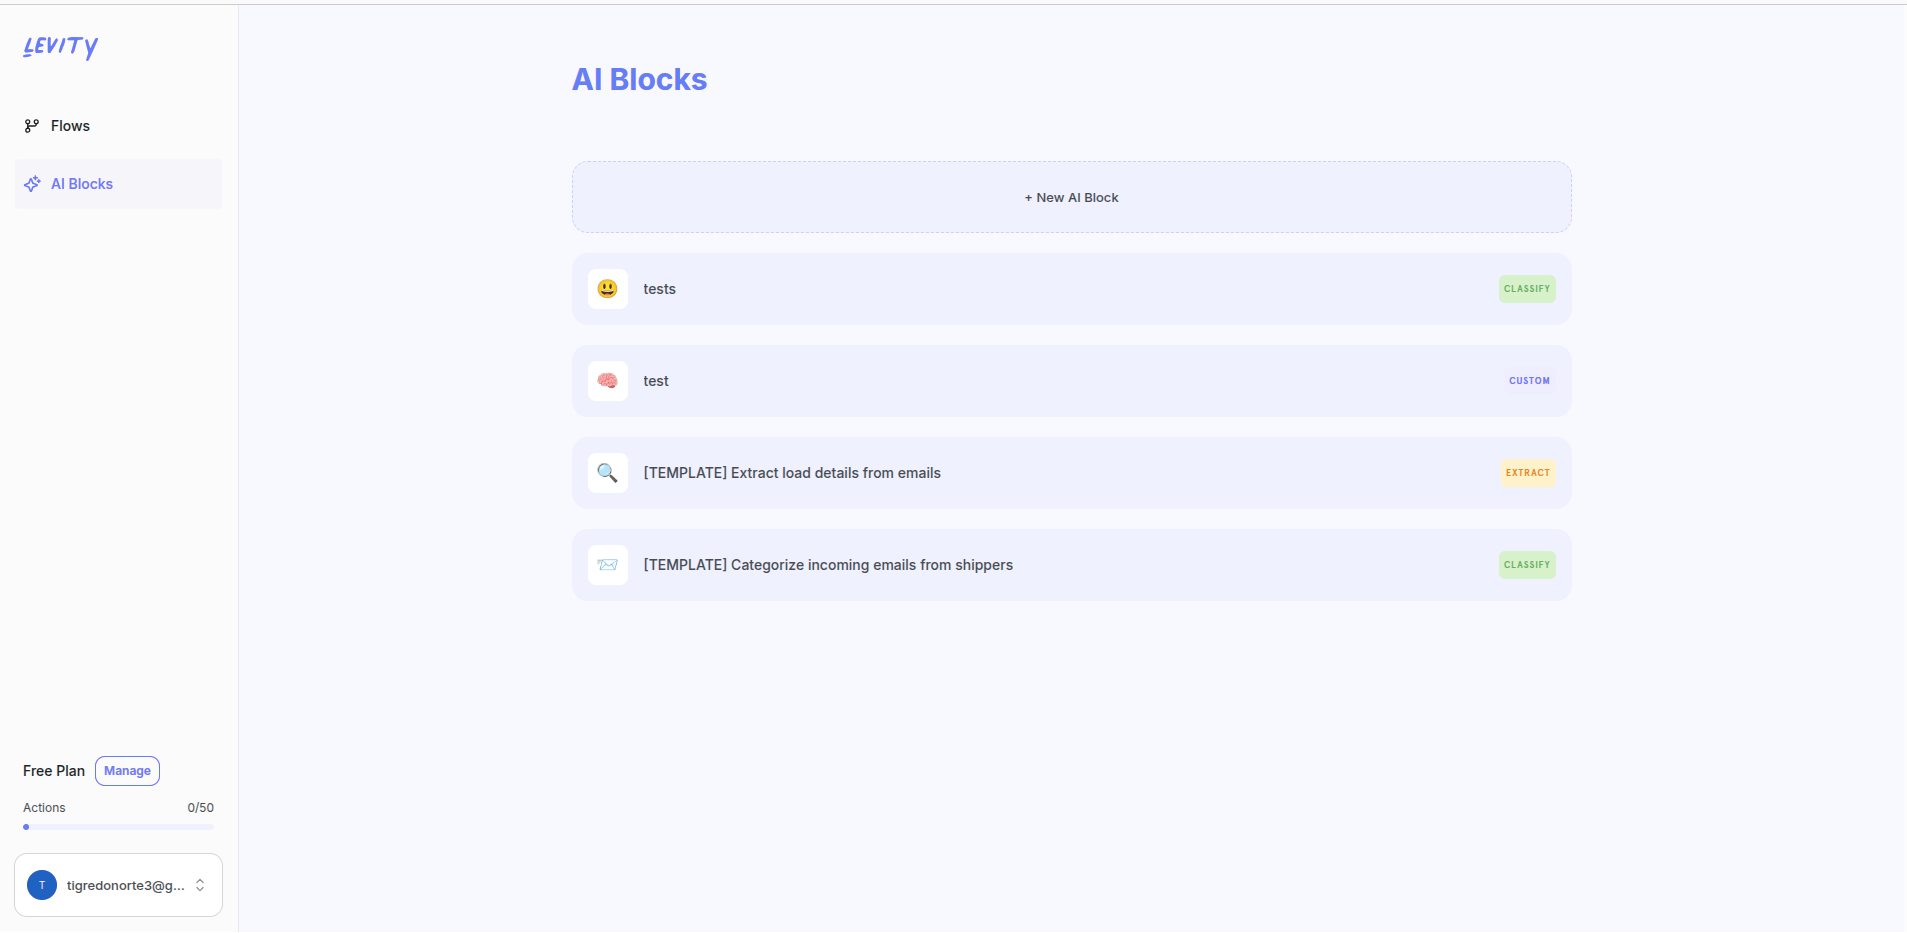 LEVITY
Flows
AI Blocks
Free Plan
Manage
Actions
0/50
T
tigredonorte3@g...
AI Blocks
+ New AI Block
tests
CLASSIFY
test
CUSTOM
[TEMPLATE] Extract load details from emails
EXTRACT
[TEMPLATE] Categorize incoming emails from shippers
CLASSIFY